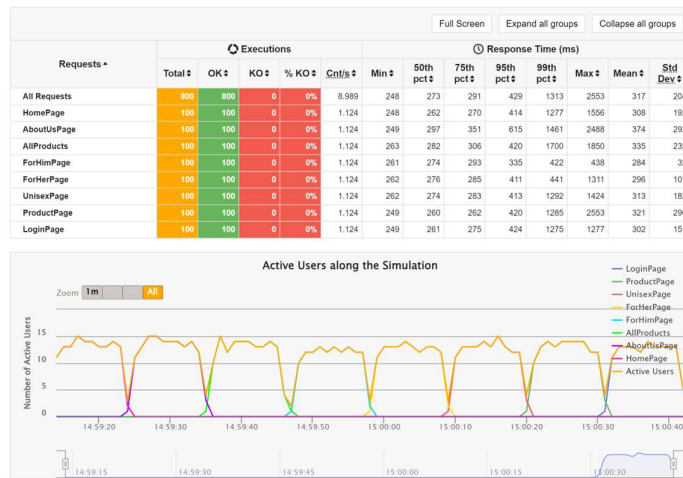 Full Screen Expand all groups Collapse all groups
Requests Executions Response Time (ms)
Total OK KO % KO Cnt/s Min 50th pct 75th pct 95th pct 99th pct Max Mean Std Dev
All Requests 800 800 0 0% 8.989 248 273 291 429 1313 2553 317
HomePage 100 100 0 0% 1.124 248 262 270 414 1277 1556 308
AboutUsPage 100 100 0 0% 1.124 249 297 351 615 1461 2488 374
AllProducts 100 100 0 0% 1.124 263 282 306 420 1700 1850 335
ForHimPage 100 100 0 0% 1.124 261 274 293 335 422 438 284
ForHerPage 100 100 0 0% 1.124 262 276 285 411 441 1311 296
UnisexPage 100 100 0 0% 1.124 262 274 283 413 1292 1424 313
ProductPage 100 100 0 0% 1.124 249 260 262 420 1285 2553 321
LoginPage 100 100 0 0% 1.124 249 261 275 424 1275 1277 302
Active Users along the Simulation
Zoom 1m All
LoginPage
ProductPage
UnisexPage
ForHerPage
ForHimPage
AllProducts
AboutUsPage
HomePage
Active Users
Number of Active Users
15
10
5
0
14:59:20 14:59:30 14:59:40 14:59:50 15:00:00 15:00:10 15:00:20 15:00:30 15:00:40
14:59:15 14:59:30 14:59:45 15:00:00 15:00:15 15:00:30